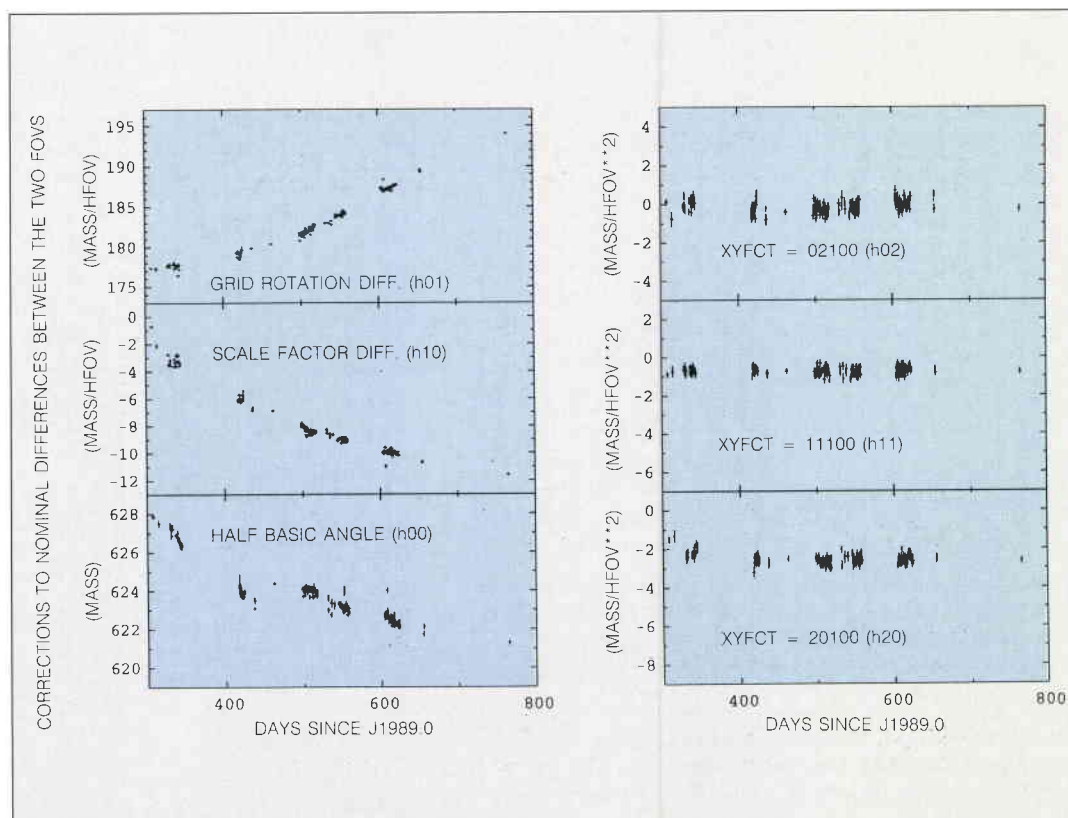 CORRECTIONS TO NOMINAL DIFFERENCES BETWEEN THE TWO FOVS
(MASS/HFOV)
195
190
185
180
175
GRID ROTATION DIFF. (h01)
(MASS/HFOV)
0
-2
-4
-6
-8
-10
-12
SCALE FACTOR DIFF. (h10)
(MASS)
628
626
624
622
620
HALF BASIC ANGLE (h00)
400
600
800
DAYS SINCE J1989.0
(MASS/HFOV**2)
4
2
0
-2
-4
XYFCT = 02100 (h02)
(MASS/HFOV**2)
2
0
-2
-4
-6
XYFCT = 11100 (h11)
(MASS/HFOV**2)
0
-2
-4
-6
-8
XYFCT = 20100 (h20)
400
600
800
DAYS SINCE J1989.0